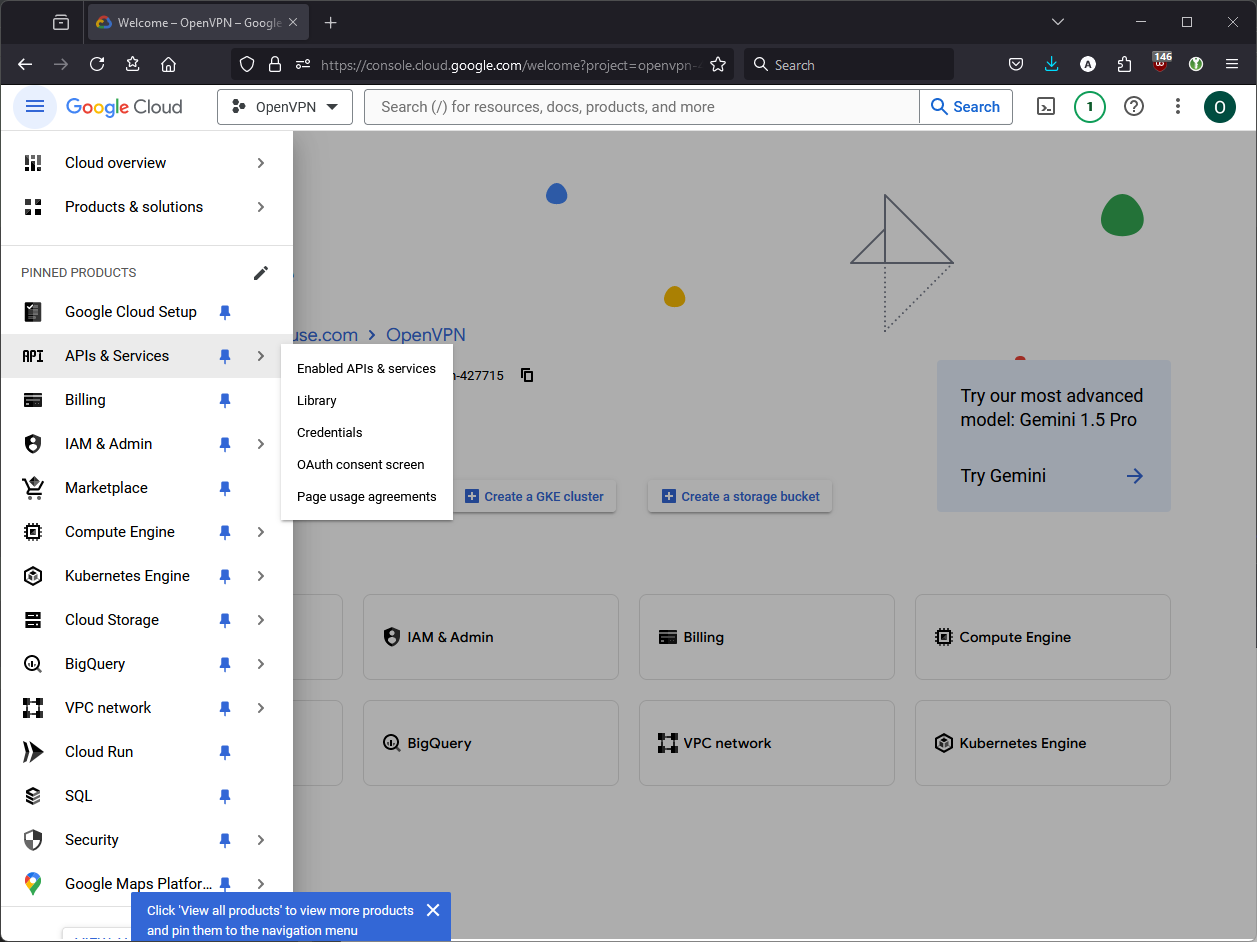 Welcome – OpenVPN – Google
https://console.cloud.google.com/welcome?project=openvpn-
Search
A
146
Google Cloud
OpenVPN
Search (/) for resources, docs, products, and more
Search
1
O
Cloud overview
Products & solutions
PINNED PRODUCTS
Google Cloud Setup
API APIs & Services
Billing
IAM & Admin
Marketplace
Compute Engine
Kubernetes Engine
Cloud Storage
BigQuery
VPC network
Cloud Run
SQL
Security
Google Maps Platfor...
Enabled APIs & services
Library
Credentials
OAuth consent screen
Page usage agreements
use.com > OpenVPN
-427715
Create a GKE cluster
Create a storage bucket
Try our most advanced
model: Gemini 1.5 Pro
Try Gemini
IAM & Admin
Billing
Compute Engine
BigQuery
VPC network
Kubernetes Engine
Click 'View all products' to view more products
and pin them to the navigation menu